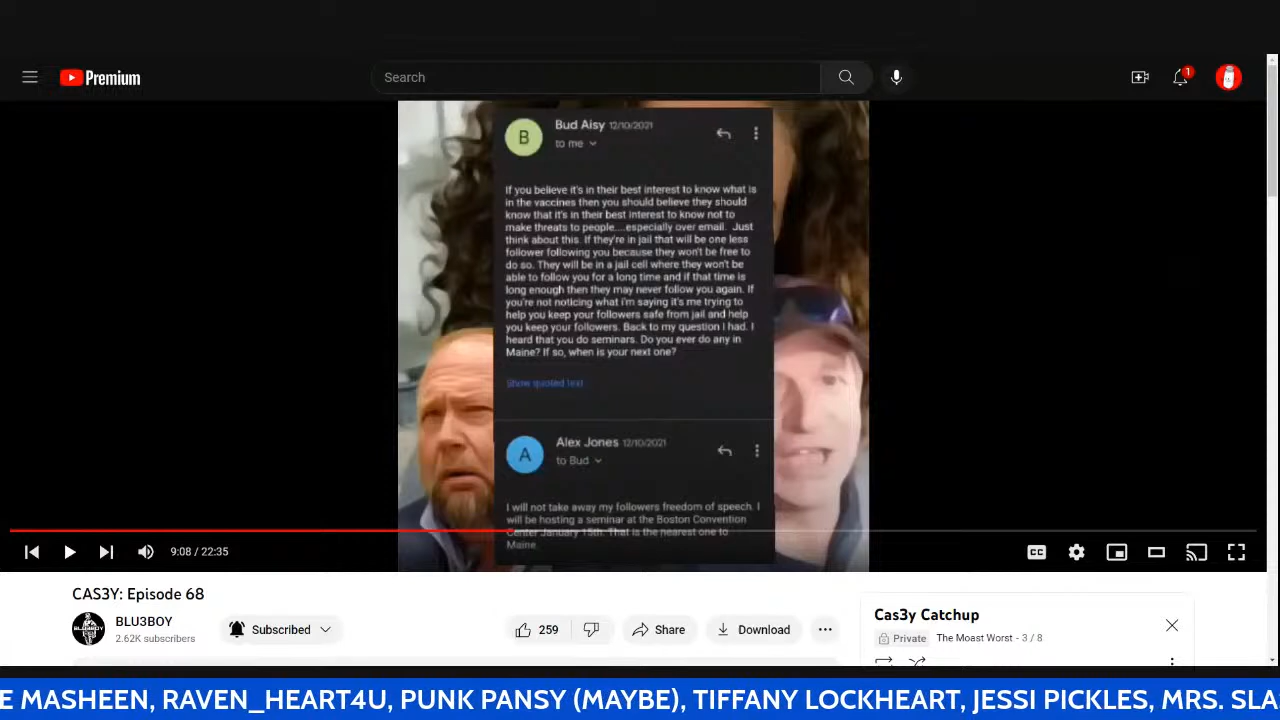 Premium
Search
1
B
Bud Aisy 12/10/2021
to me
If you believe it's in their best interest to know what is
in the vaccines then you should believe they should
know that it's in their best interest to know not to
make threats to people....especially over email. Just
think about this. If they're in jail that will be one less
follower following you because they won't be free to
do so. They will be in a jail cell where they won't be
able to follow you for a long time and if that time is
long enough then they may never follow you again. If
you're not noticing what i'm saying it's me trying to
help you keep your followers safe from jail and help
you keep your followers. Back to my question I had. I
heard that you do seminars. Do you ever do any in
Maine? If so, when is your next one?
Show quoted text
A
Alex Jones 12/10/2021
to Bud
I will not take away my followers freedom of speech. I
will be hosting a seminar at the Boston Convention
Center January 15th. That is the nearest one to
Maine.
9:08 / 22:35
CC
CAS3Y: Episode 68
BLU3BOY
2.62K subscribers
Subscribed
259
Share
Download
Cas3y Catchup
Private The Moast Worst - 3 / 8
E MASHEEN, RAVEN_HEART4U, PUNK PANSY (MAYBE), TIFFANY LOCKHEART, JESSI PICKLES, MRS. SLA